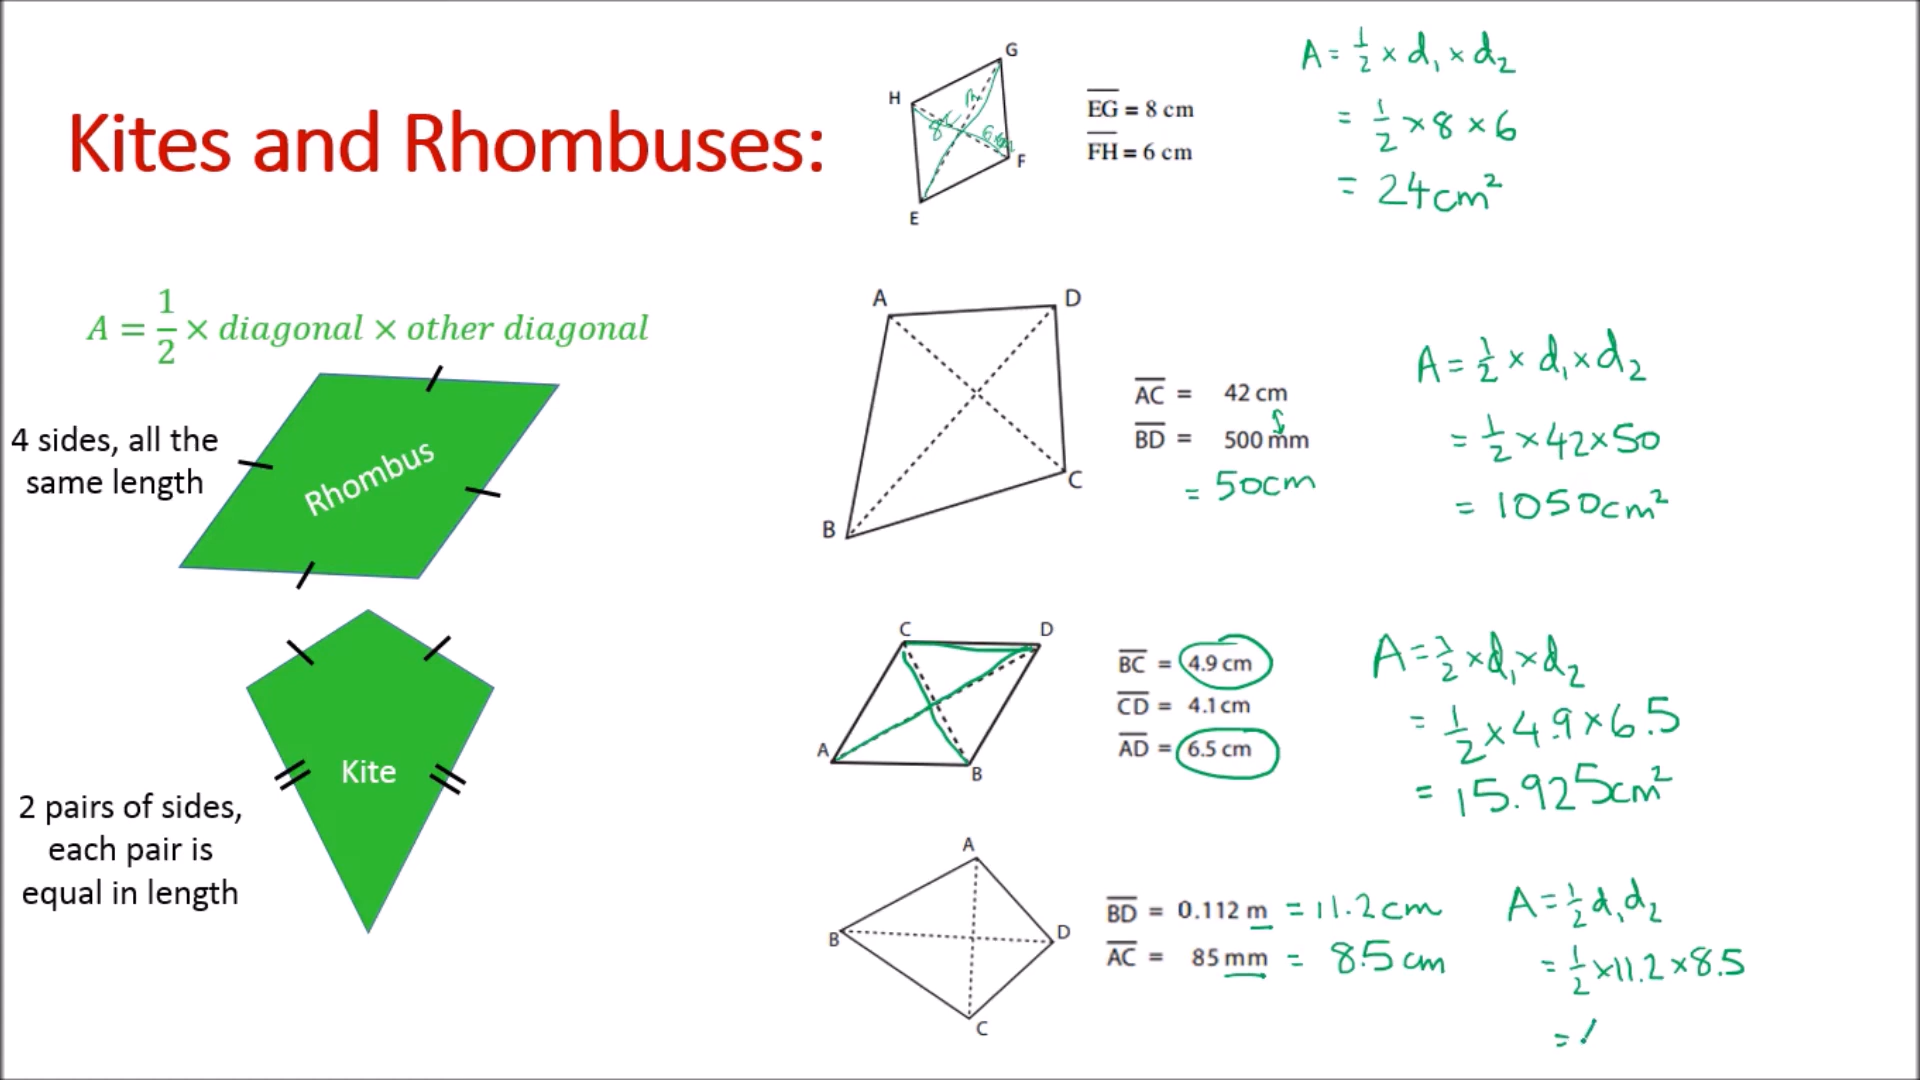 Kites and Rhombuses:
A = 1/2 × diagonal × other diagonal
4 sides, all the
same length
Rhombus
2 pairs of sides,
each pair is
equal in length
Kite
G
H
F
E
EG = 8 cm
FH = 6 cm
A = 1/2 × d₁ × d₂
= 1/2 × 8 × 6
= 24cm²
A
D
C
B
AC = 42 cm
BD = 500 mm
= 50cm
A = 1/2 × d₁ × d₂
= 1/2 × 42 × 50
= 1050cm²
C
D
A
B
BC = 4.9 cm
CD = 4.1 cm
AD = 6.5 cm
A = 1/2 × d₁ × d₂
= 1/2 × 4.9 × 6.5
= 15.925cm²
A
B
D
C
BD = 0.112 m = 11.2cm
AC = 85 mm = 8.5cm
A = 1/2 d₁d₂
= 1/2 × 11.2 × 8.5
=